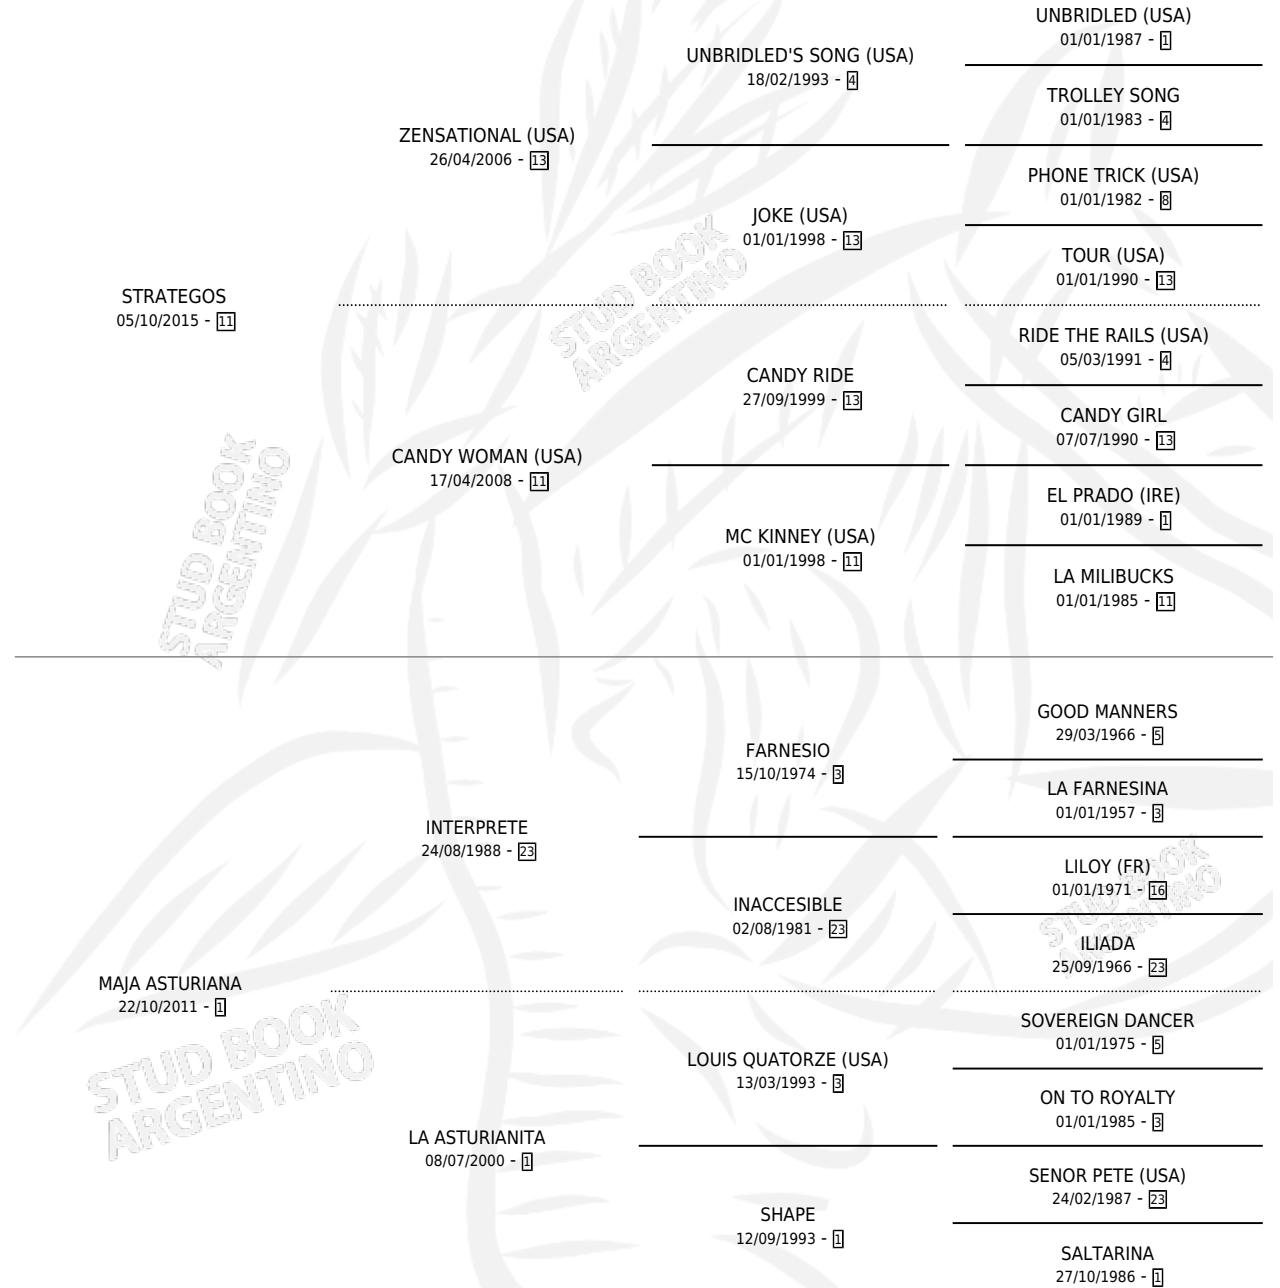 UNBRIDLED (USA)
01/01/1987 - 1
UNBRIDLED'S SONG (USA)
18/02/1993 - 4
TROLLEY SONG
01/01/1983 - 4
ZENSATIONAL (USA)
26/04/2006 - 13
PHONE TRICK (USA)
01/01/1982 - 8
JOKE (USA)
01/01/1998 - 13
TOUR (USA)
01/01/1990 - 13
STRATEGOS
05/10/2015 - 11
RIDE THE RAILS (USA)
05/03/1991 - 4
CANDY RIDE
27/09/1999 - 13
CANDY GIRL
07/07/1990 - 13
CANDY WOMAN (USA)
17/04/2008 - 11
EL PRADO (IRE)
01/01/1989 - 1
MC KINNEY (USA)
01/01/1998 - 11
LA MILIBUCKS
01/01/1985 - 11
GOOD MANNERS
29/03/1966 - 5
FARNESIO
15/10/1974 - 3
LA FARNESINA
01/01/1957 - 3
INTERPRETE
24/08/1988 - 23
LILOY (FR)
01/01/1971 - 16
INACCESIBLE
02/08/1981 - 23
ILIADA
25/09/1966 - 23
MAJA ASTURIANA
22/10/2011 - 1
SOVEREIGN DANCER
01/01/1975 - 5
LOUIS QUATORZE (USA)
13/03/1993 - 3
ON TO ROYALTY
01/01/1985 - 3
LA ASTURIANITA
08/07/2000 - 1
SENOR PETE (USA)
24/02/1987 - 23
SHAPE
12/09/1993 - 1
SALTARINA
27/10/1986 - 1
STUD BOOK
ARGENTINO
STUD BOOK
ARGENTINO
STUD BOOK
ARGENTINO
STUD BOOK
ARGENTINO